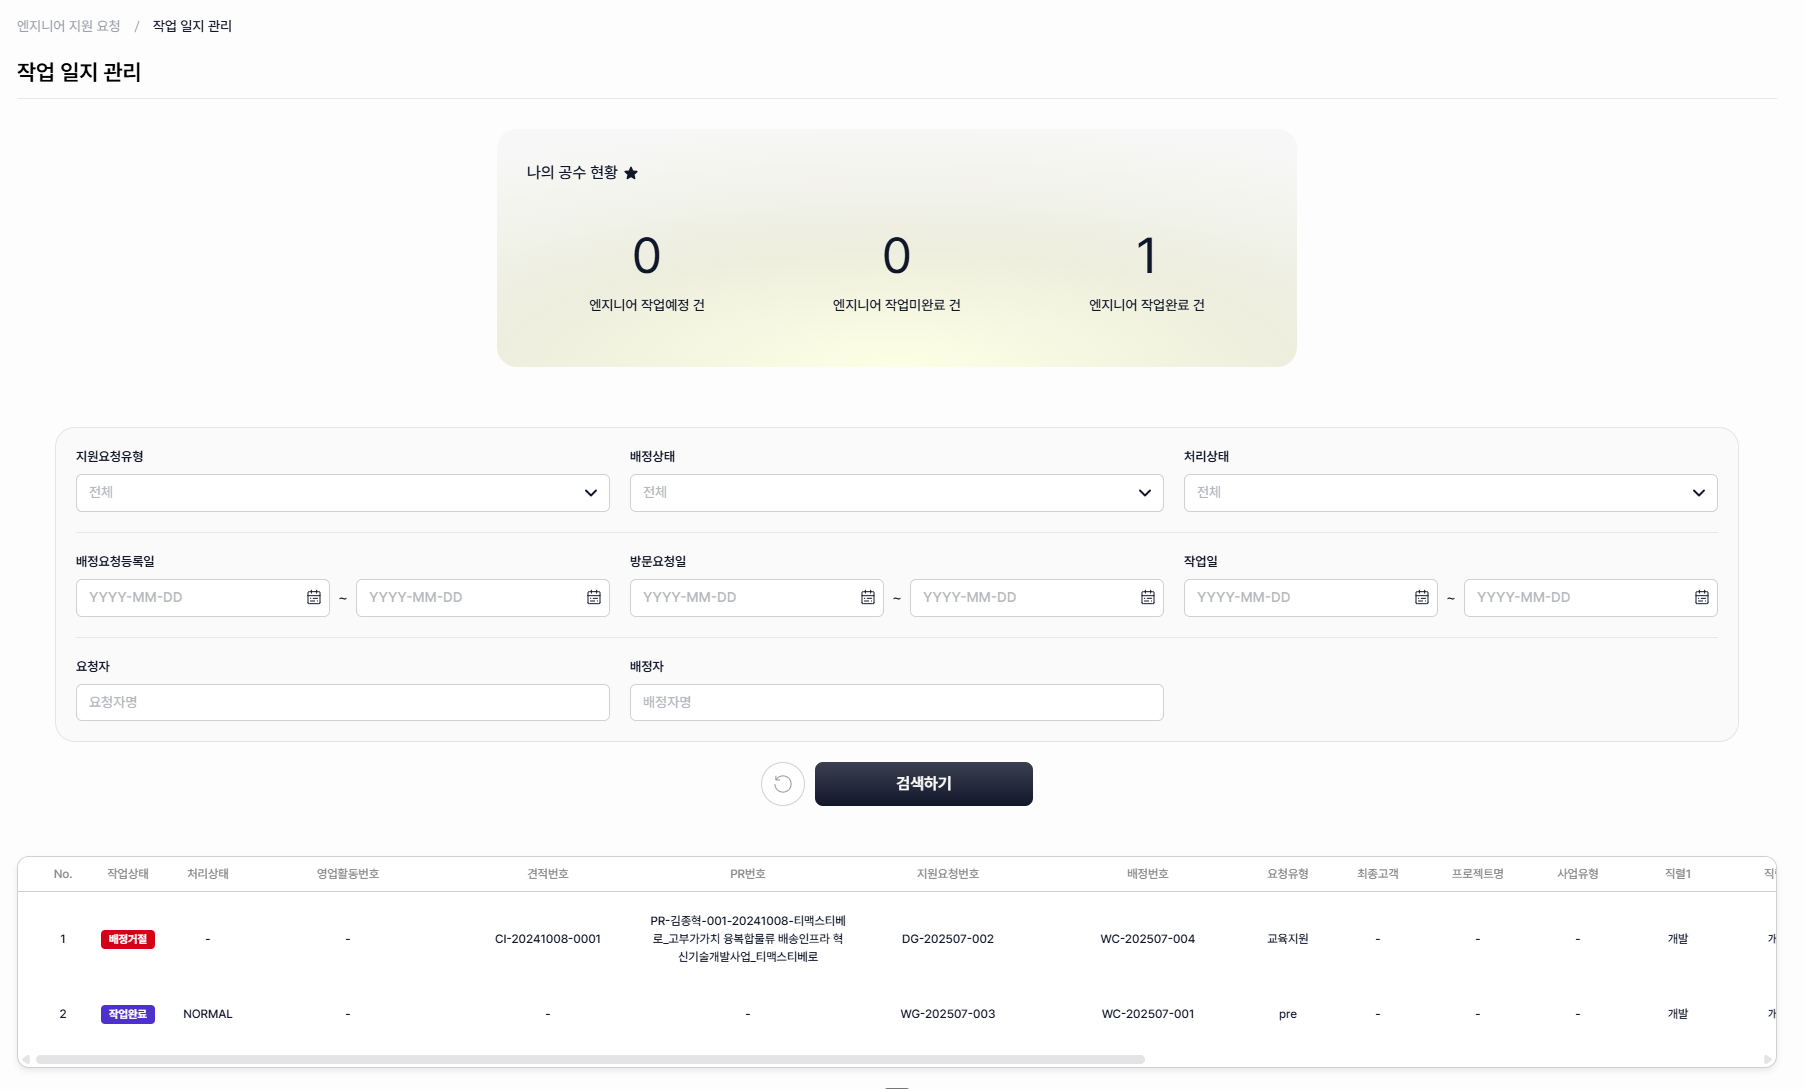 엔지니어 지원 요청 / 작업 일지 관리
작업 일지 관리
나의 공수 현황
0 0 1
엔지니어 작업예정 건 엔지니어 작업미완료 건 엔지니어 작업완료 건
지원요청유형 배정상태 처리상태
전체 전체 전체
배정요청등록일 방문요청일 작업일
YYYY-MM-DD ~ YYYY-MM-DD YYYY-MM-DD ~ YYYY-MM-DD YYYY-MM-DD ~ YYYY-MM-DD
요청자 배정자
요청자명 배정자명
검색하기
No. 작업상태 처리상태 영업활동번호 견적번호 PR번호 지원요청번호 배정번호 요청유형 최종고객 프로젝트명 사업유형 직렬1
PR-김종혁-001-20241008-티맥스티베
1 배정거절 - - CI-20241008-0001 로_고부가가치 융복합물류 배송인프라 혁 DG-202507-002 WC-202507-004 교육지원 - - - 개발
신기술개발사업_티맥스티베로
2 작업완료 NORMAL - - - WG-202507-003 WC-202507-001 pre - - - 개발